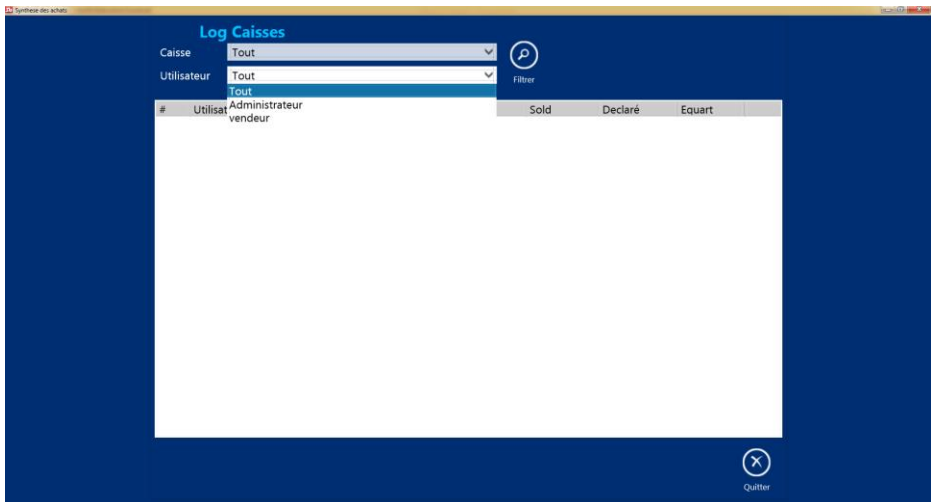 Synthese des achats
Log Caisses
Caisse Tout
Utilisateur Tout
Filtrer
Tout
Administrateur
vendeur
# Utilisat Sold Declaré Equart
Quitter